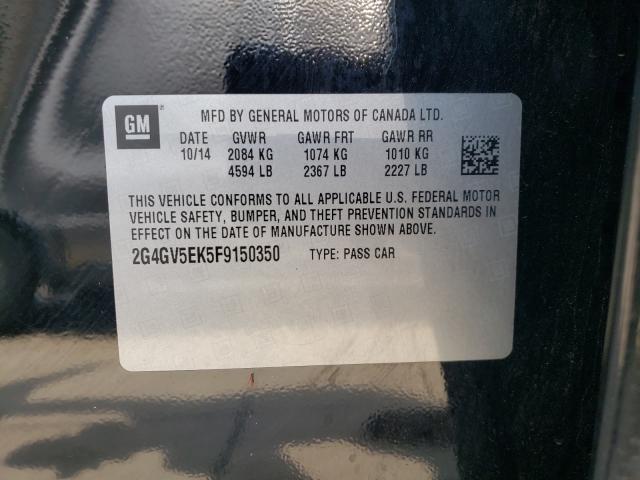 GM
MFD BY GENERAL MOTORS OF CANADA LTD.
DATE GVWR GAWR FRT GAWR RR
10/14 2084 KG 1074 KG 1010 KG
4594 LB 2367 LB 2227 LB
THIS VEHICLE CONFORMS TO ALL APPLICABLE U.S. FEDERAL MOTOR
VEHICLE SAFETY, BUMPER, AND THEFT PREVENTION STANDARDS IN
EFFECT ON THE DATE OF MANUFACTURE SHOWN ABOVE.
2G4GV5EK5F9150350 TYPE: PASS CAR